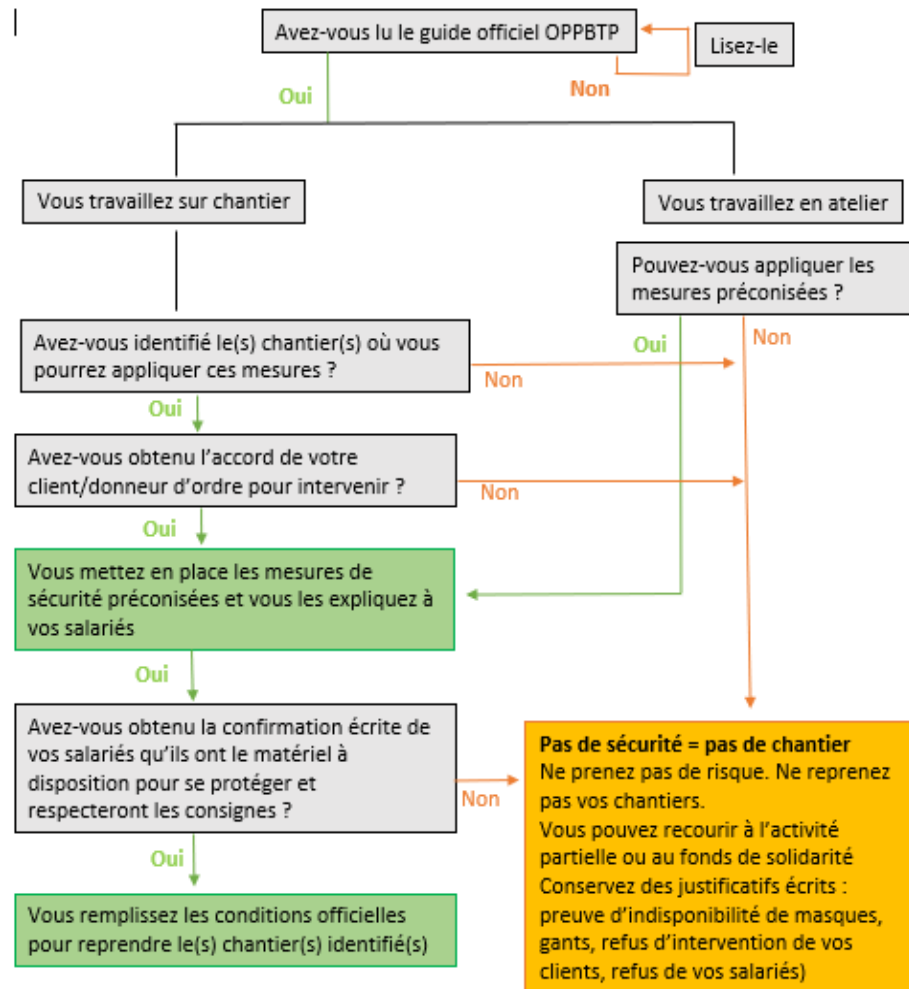 Avez-vous lu le guide officiel OPPBTP
Lisez-le
Oui
Non
Vous travaillez sur chantier
Vous travaillez en atelier
Pouvez-vous appliquer les
mesures préconisées ?
Oui
Non
Avez-vous identifié le(s) chantier(s) où vous
pourrez appliquer ces mesures ?
Non
Oui
Avez-vous obtenu l’accord de votre
client/donneur d’ordre pour intervenir ?
Non
Oui
Vous mettez en place les mesures de
sécurité préconisées et vous les expliquez à
vos salariés
Oui
Avez-vous obtenu la confirmation écrite de
vos salariés qu’ils ont le matériel à
disposition pour se protéger et
respecteront les consignes ?
Non
Oui
Vous remplissez les conditions officielles
pour reprendre le(s) chantier(s) identifié(s)
Pas de sécurité = pas de chantier
Ne prenez pas de risque. Ne reprenez
pas vos chantiers.
Vous pouvez recourir à l’activité
partielle ou au fonds de solidarité
Conservez des justificatifs écrits :
preuve d’indisponibilité de masques,
gants, refus d’intervention de vos
clients, refus de vos salariés)